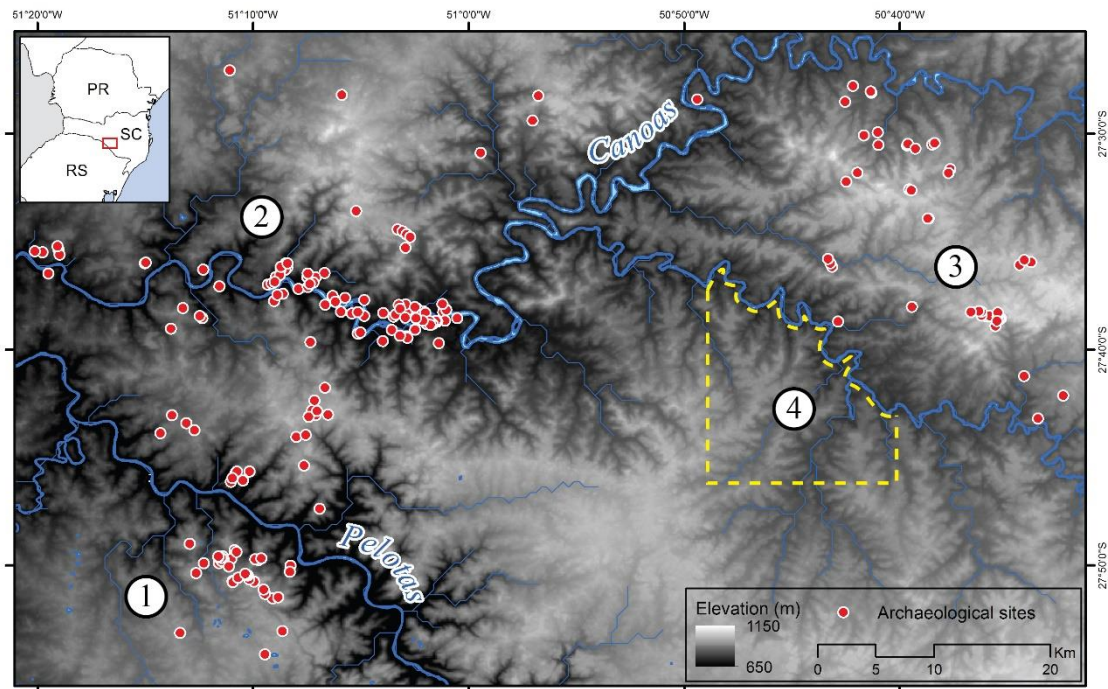 51°20'0"W 51°10'0"W 51°0'0"W 50°50'0"W 50°40'0"W
PR
SC
RS
Canoas
27°30'0"S
2
3
27°40'0"S
4
Pelotas
27°50'0"S
1
Elevation (m)
1150
650
Archaeological sites
Km
0 5 10 20